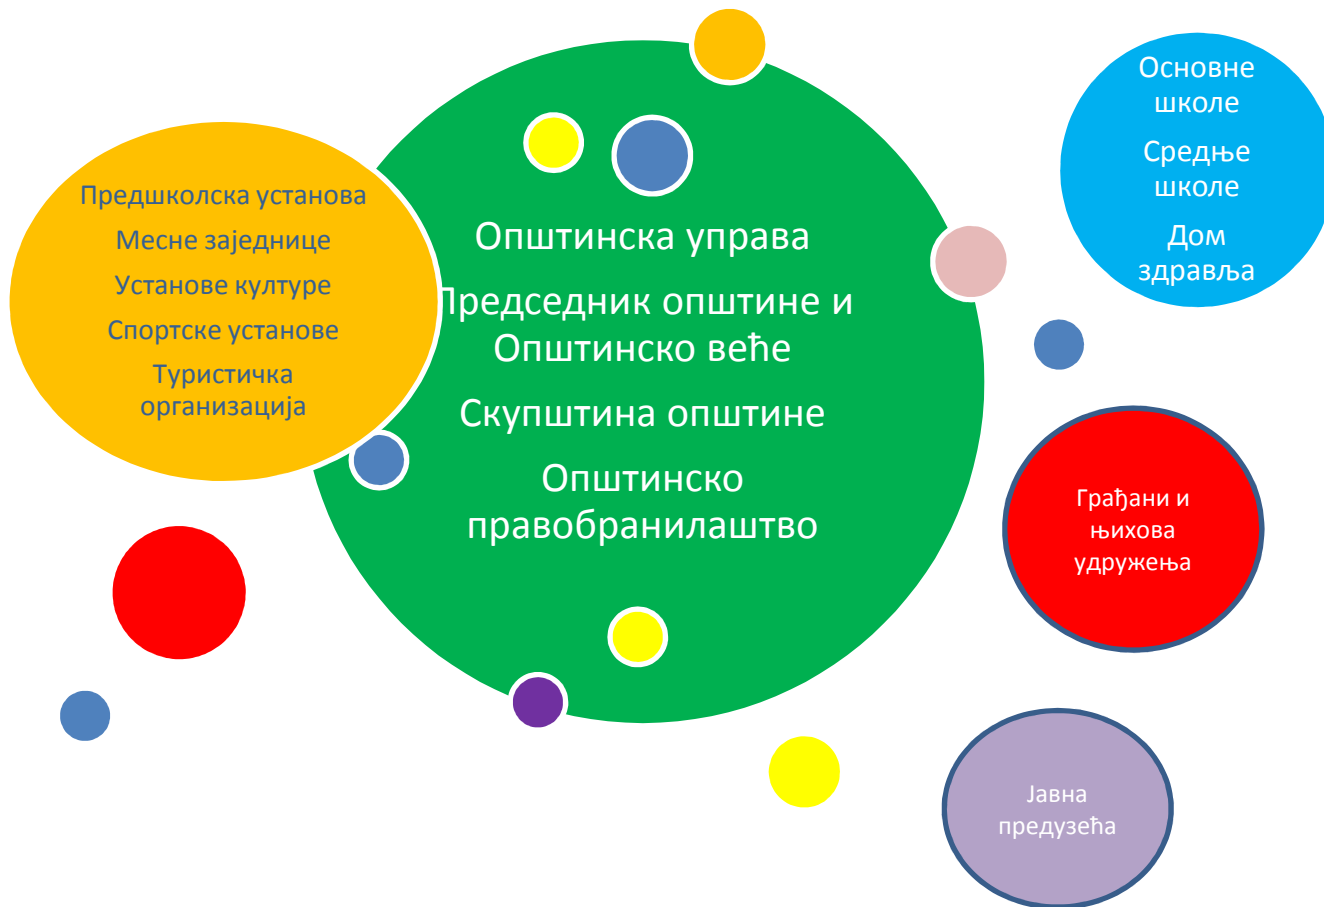 Предшколска установа
Месне заједнице
Установе културе
Спортске установе
Туристичка
организација
Општинска управа
Председник општине и
Општинско веће
Скупштина општине
Општинско
правобранилаштво
Основне
школе
Средње
школе
Дом
здравља
Грађани и
њихова
удружења
Јавна
предузећа